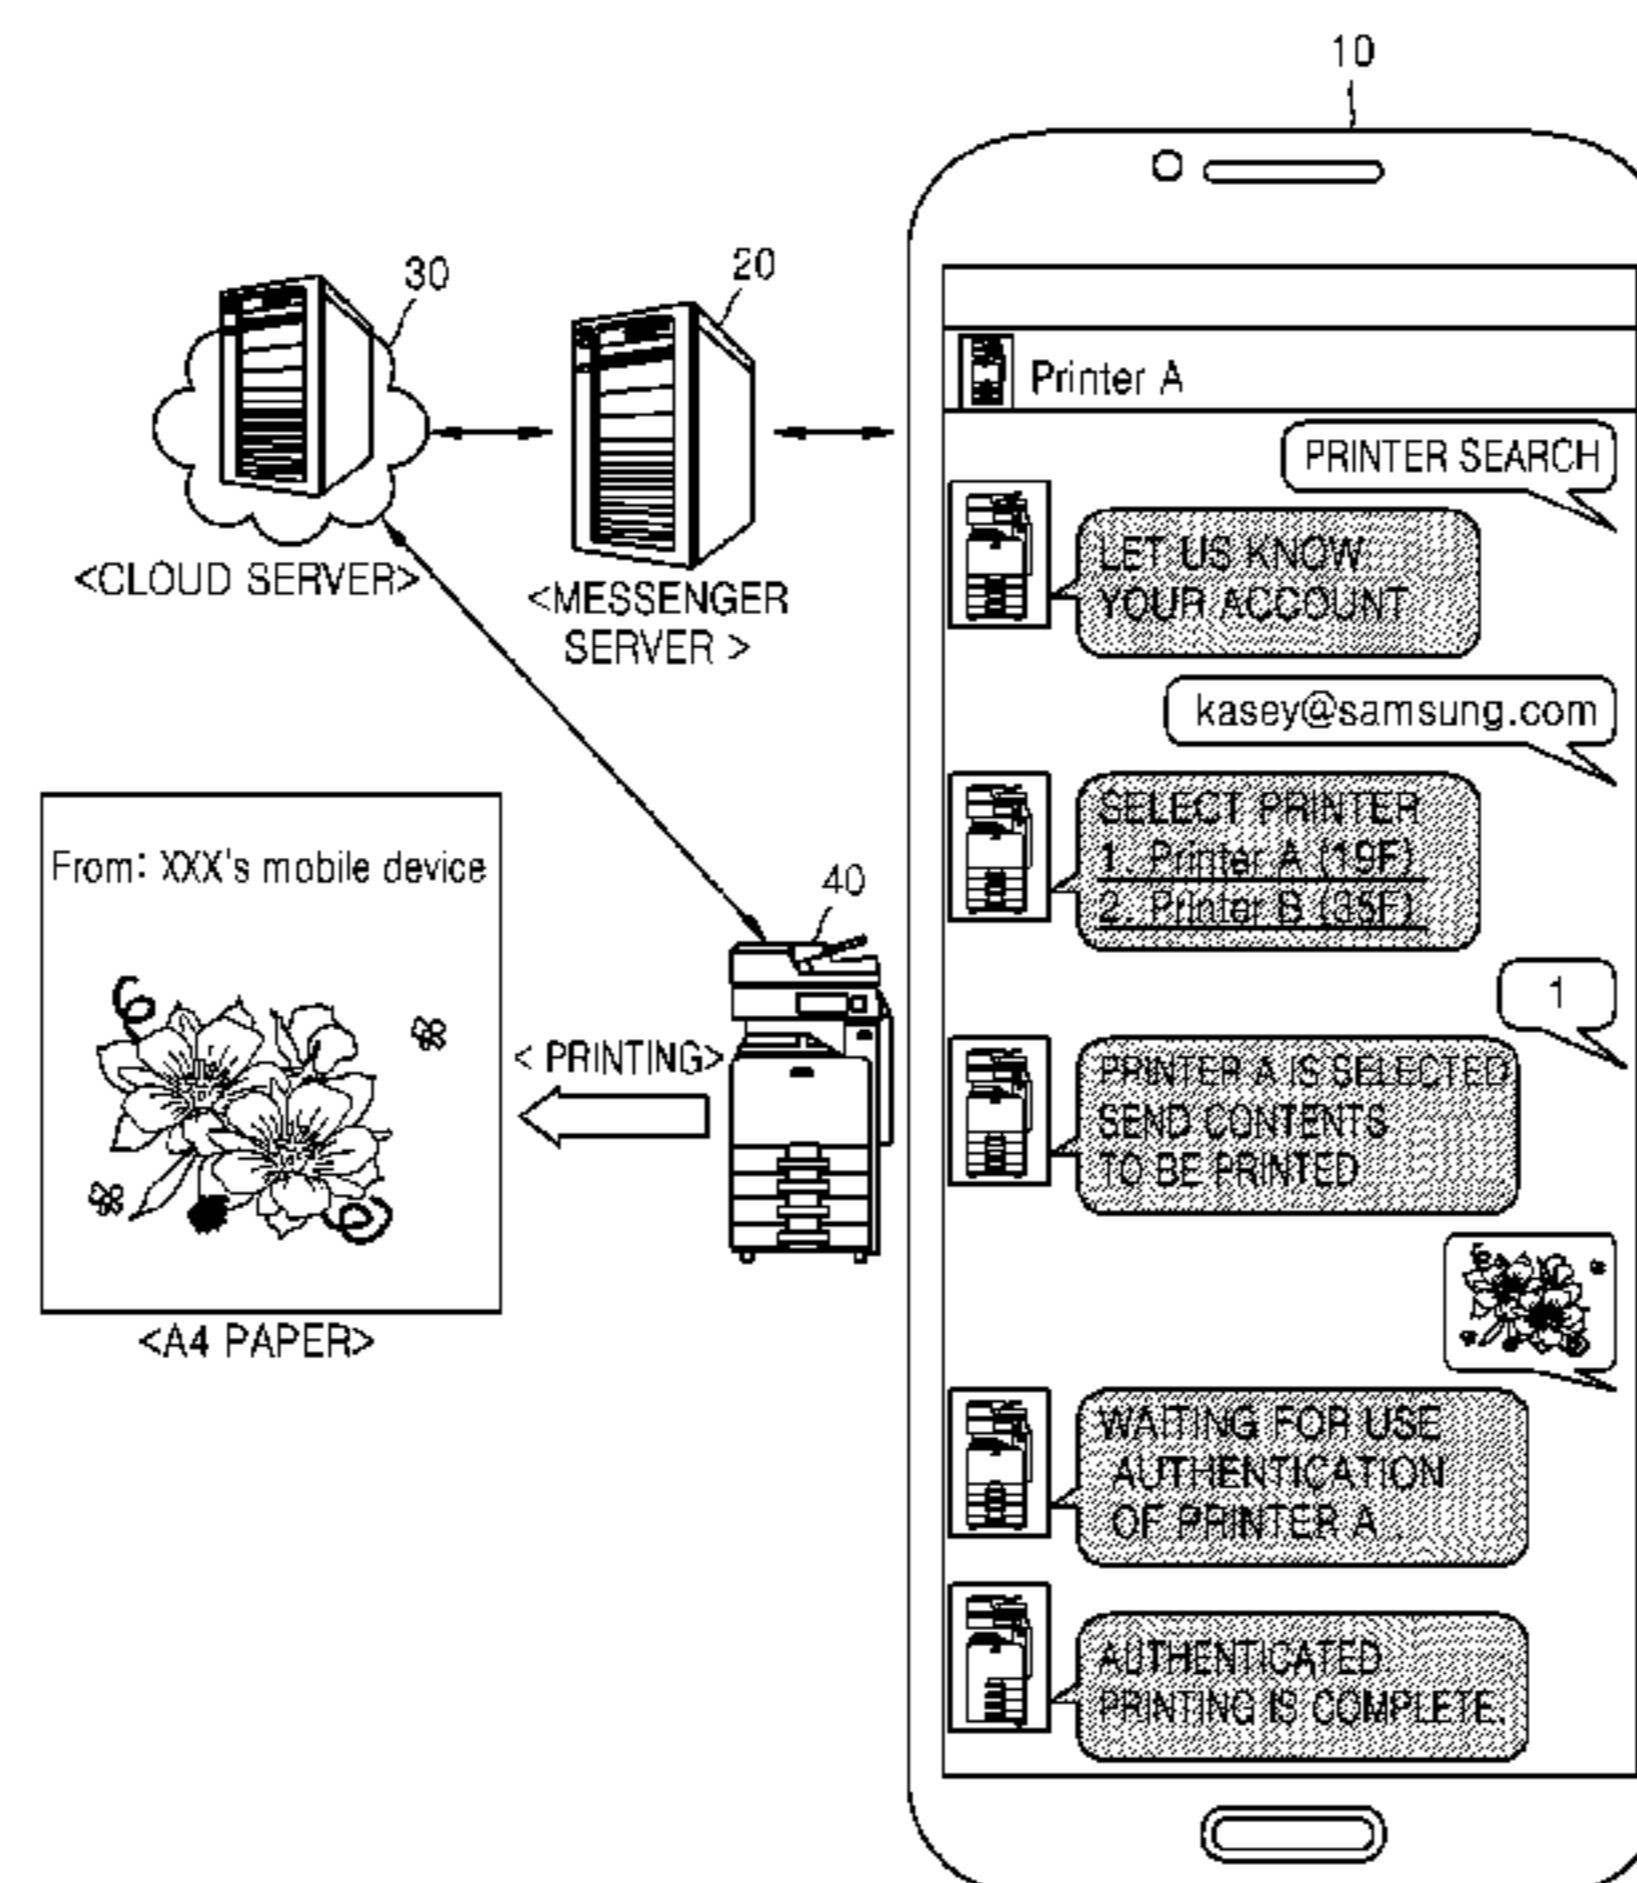 10
30
20
Printer A
PRINTER SEARCH
LET US KNOW
YOUR ACCOUNT
<CLOUD SERVER>
<MESSENGER
SERVER >
kasey@samsung.com
SELECT PRINTER
1. Printer A (19F)
2. Printer B (35F)
From: XXX's mobile device
40
1
< PRINTING>
PRINTER A IS SELECTED
SEND CONTENTS
TO BE PRINTED
<A4 PAPER>
WAITING FOR USE
AUTHENTICATION
OF PRINTER A .
AUTHENTICATED.
PRINTING IS COMPLETE.